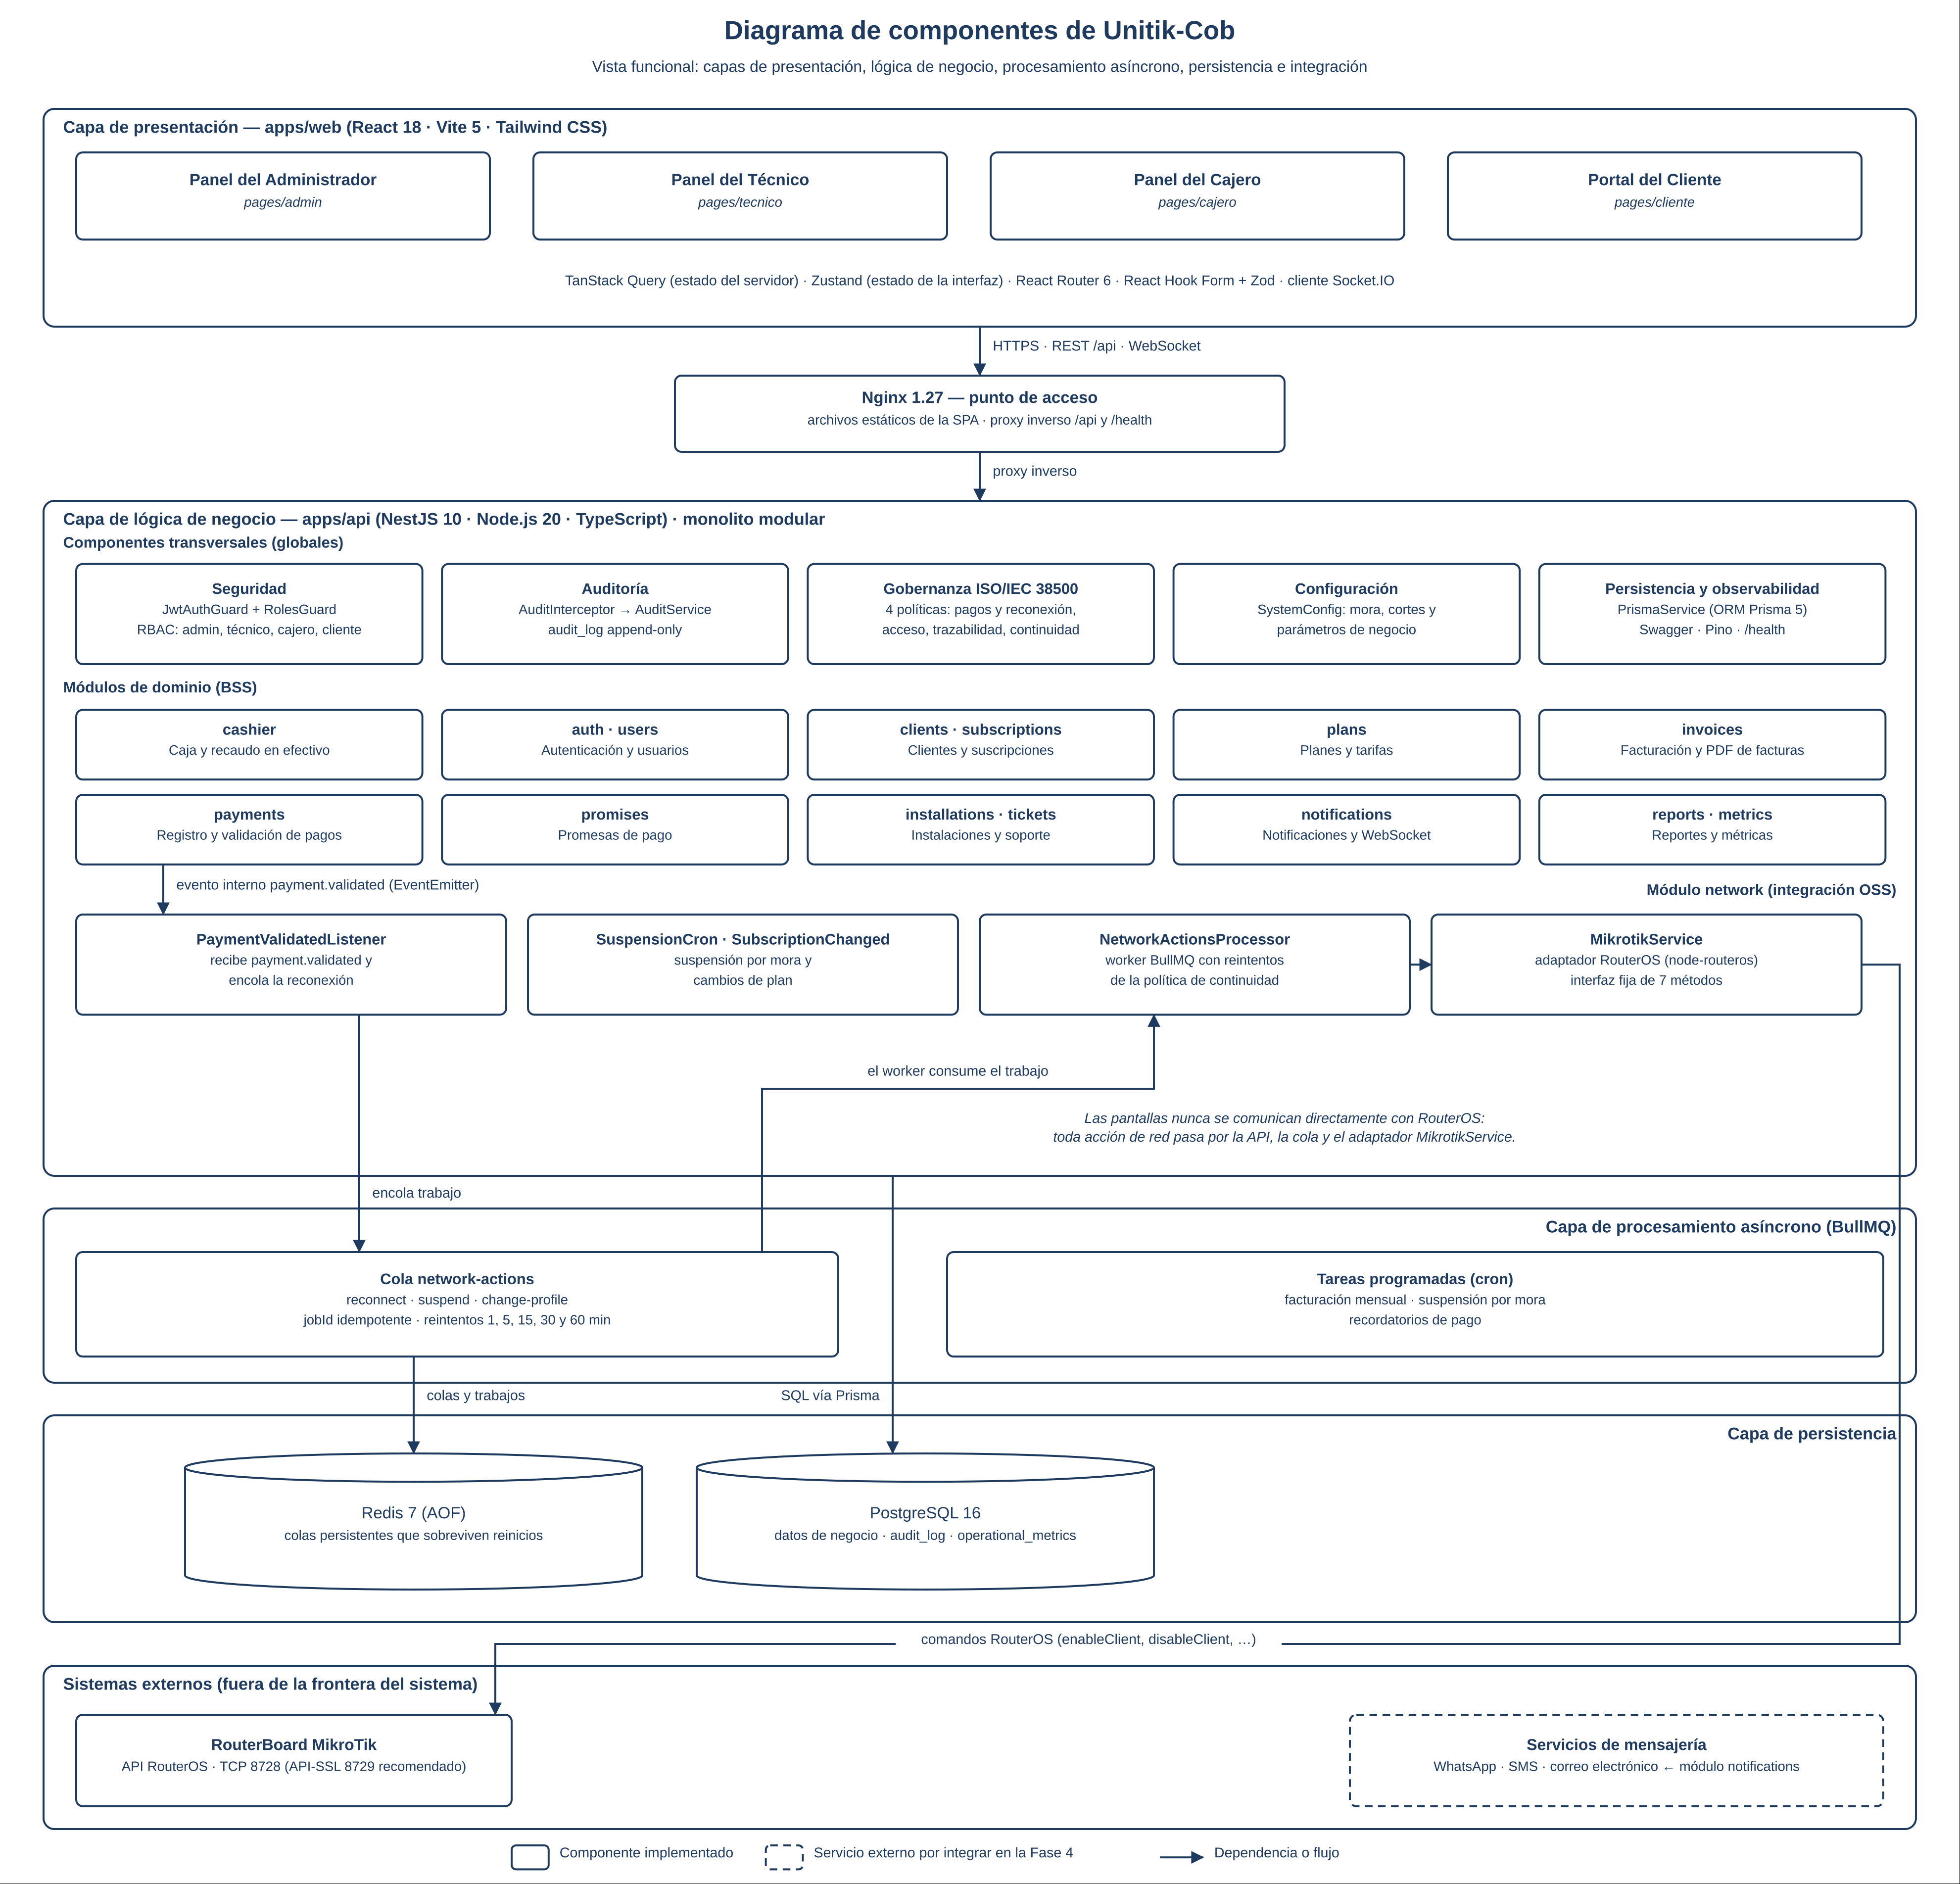 Diagrama de componentes de Unitik-Cob
Vista funcional: capas de presentación, lógica de negocio, procesamiento asíncrono, persistencia e integración
Capa de presentación — apps/web (React 18 · Vite 5 · Tailwind CSS)
Panel del Administrador
pages/admin
Panel del Técnico
pages/tecnico
Panel del Cajero
pages/cajero
Portal del Cliente
pages/cliente
TanStack Query (estado del servidor) · Zustand (estado de la interfaz) · React Router 6 · React Hook Form + Zod · cliente Socket.IO
HTTPS · REST /api · WebSocket
Nginx 1.27 — punto de acceso
archivos estáticos de la SPA · proxy inverso /api y /health
proxy inverso
Capa de lógica de negocio — apps/api (NestJS 10 · Node.js 20 · TypeScript) · monolito modular
Componentes transversales (globales)
Seguridad
JwtAuthGuard + RolesGuard
RBAC: admin, técnico, cajero, cliente
Auditoría
AuditInterceptor → AuditService
audit_log append-only
Gobernanza ISO/IEC 38500
4 políticas: pagos y reconexión,
acceso, trazabilidad, continuidad
Configuración
SystemConfig: mora, cortes y
parámetros de negocio
Persistencia y observabilidad
PrismaService (ORM Prisma 5)
Swagger · Pino · /health
Módulos de dominio (BSS)
cashier
Caja y recaudo en efectivo
auth · users
Autenticación y usuarios
clients · subscriptions
Clientes y suscripciones
plans
Planes y tarifas
invoices
Facturación y PDF de facturas
payments
Registro y validación de pagos
promises
Promesas de pago
installations · tickets
Instalaciones y soporte
notifications
Notificaciones y WebSocket
reports · metrics
Reportes y métricas
evento interno payment.validated (EventEmitter)
Módulo network (integración OSS)
PaymentValidatedListener
recibe payment.validated y
encola la reconexión
SuspensionCron · SubscriptionChanged
suspensión por mora y
cambios de plan
NetworkActionsProcessor
worker BullMQ con reintentos
de la política de continuidad
MikrotikService
adaptador RouterOS (node-routeros)
interfaz fija de 7 métodos
el worker consume el trabajo
Las pantallas nunca se comunican directamente con RouterOS:
toda acción de red pasa por la API, la cola y el adaptador MikrotikService.
encola trabajo
Capa de procesamiento asíncrono (BullMQ)
Cola network-actions
reconnect · suspend · change-profile
jobId idempotente · reintentos 1, 5, 15, 30 y 60 min
Tareas programadas (cron)
facturación mensual · suspensión por mora
recordatorios de pago
colas y trabajos
SQL vía Prisma
Capa de persistencia
Redis 7 (AOF)
colas persistentes que sobreviven reinicios
PostgreSQL 16
datos de negocio · audit_log · operational_metrics
comandos RouterOS (enableClient, disableClient, …)
Sistemas externos (fuera de la frontera del sistema)
RouterBoard MikroTik
API RouterOS · TCP 8728 (API-SSL 8729 recomendado)
Servicios de mensajería
WhatsApp · SMS · correo electrónico ← módulo notifications
Componente implementado
Servicio externo por integrar en la Fase 4
Dependencia o flujo